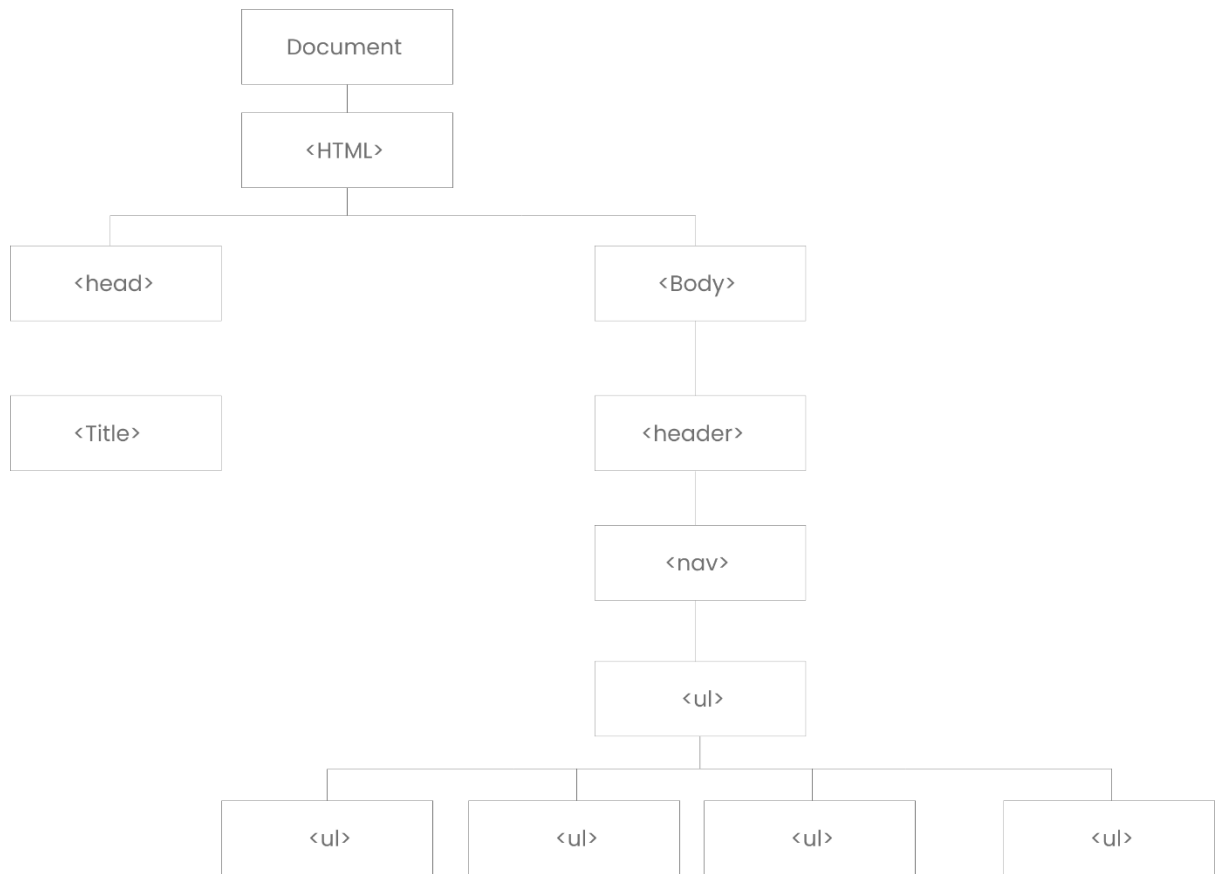 Document
<HTML>
<head>
<Body>
<Title>
<header>
<nav>
<ul>
<ul>
<ul>
<ul>
<ul>